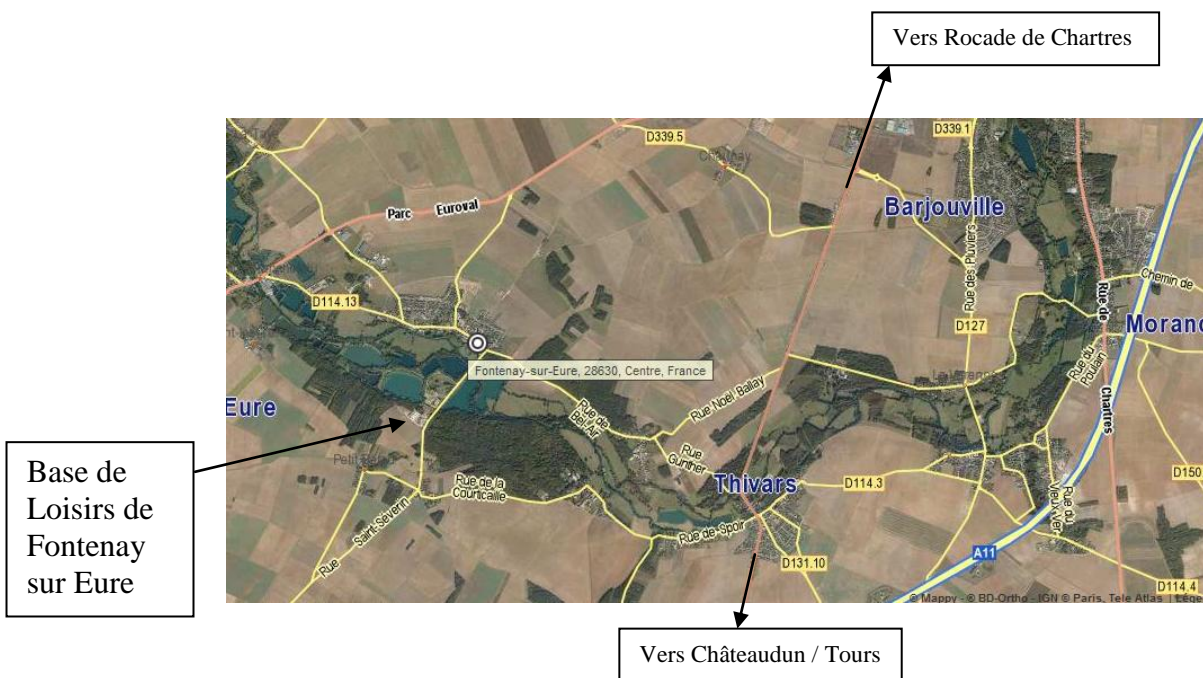 Vers Rocade de Chartres
D339.5
D339.1
Parc Euroval
Barjouville
Rue des Pluviers
Chemin de
D114.13
Rue de
Chartres
D127
Moranc
Rue du
Poulain
Fontenay-sur-Eure, 28630, Centre, France
Eure
Rue de
Bel-Air
Rue Noël Ballay
Rue
Gunther
Base de
Loisirs de
Fontenay
sur Eure
Rue de la
Courticaille
Thivars
D114.3
D150
Rue Saint-Séverin
Rue de Spoir
Rue du
Vieux-Ver
D131.10
A11
D114.4
© Mappy - © BD-Ortho - IGN © Paris, Tele Atlas | Lége
Vers Châteaudun / Tours